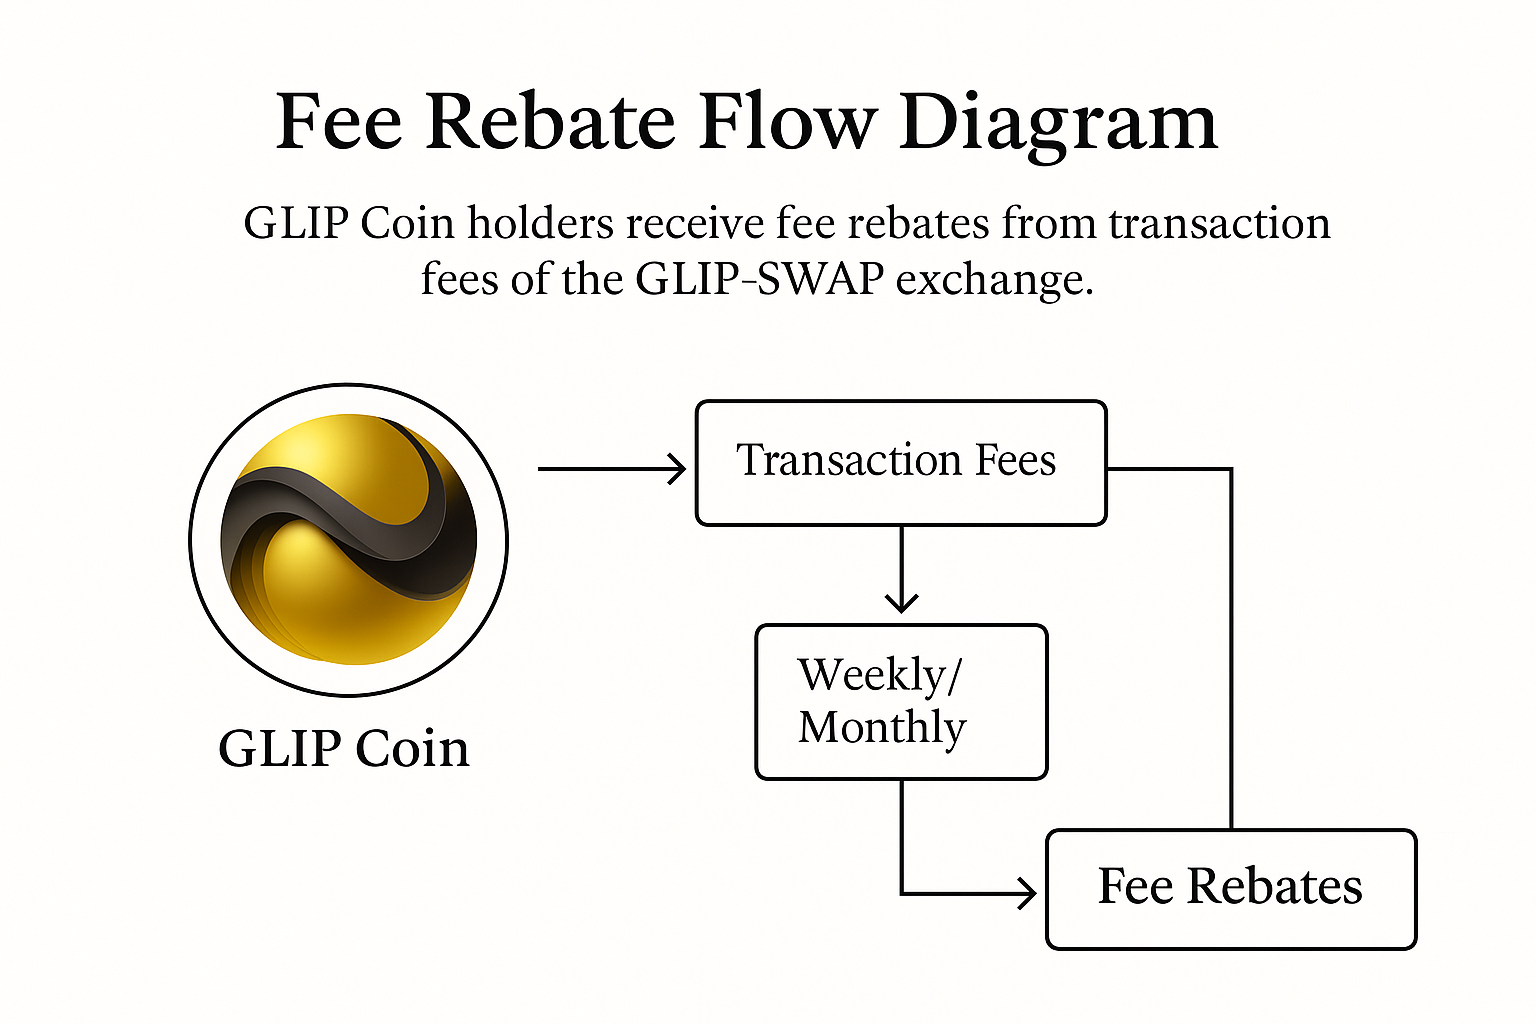 Fee Rebate Flow Diagram
GLIP Coin holders receive fee rebates from transaction
fees of the GLIP-SWAP exchange.
GLIP Coin
Transaction Fees
Weekly/
Monthly
Fee Rebates